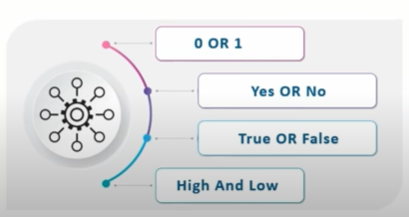 0 OR 1
Yes OR No
True OR False
High And Low